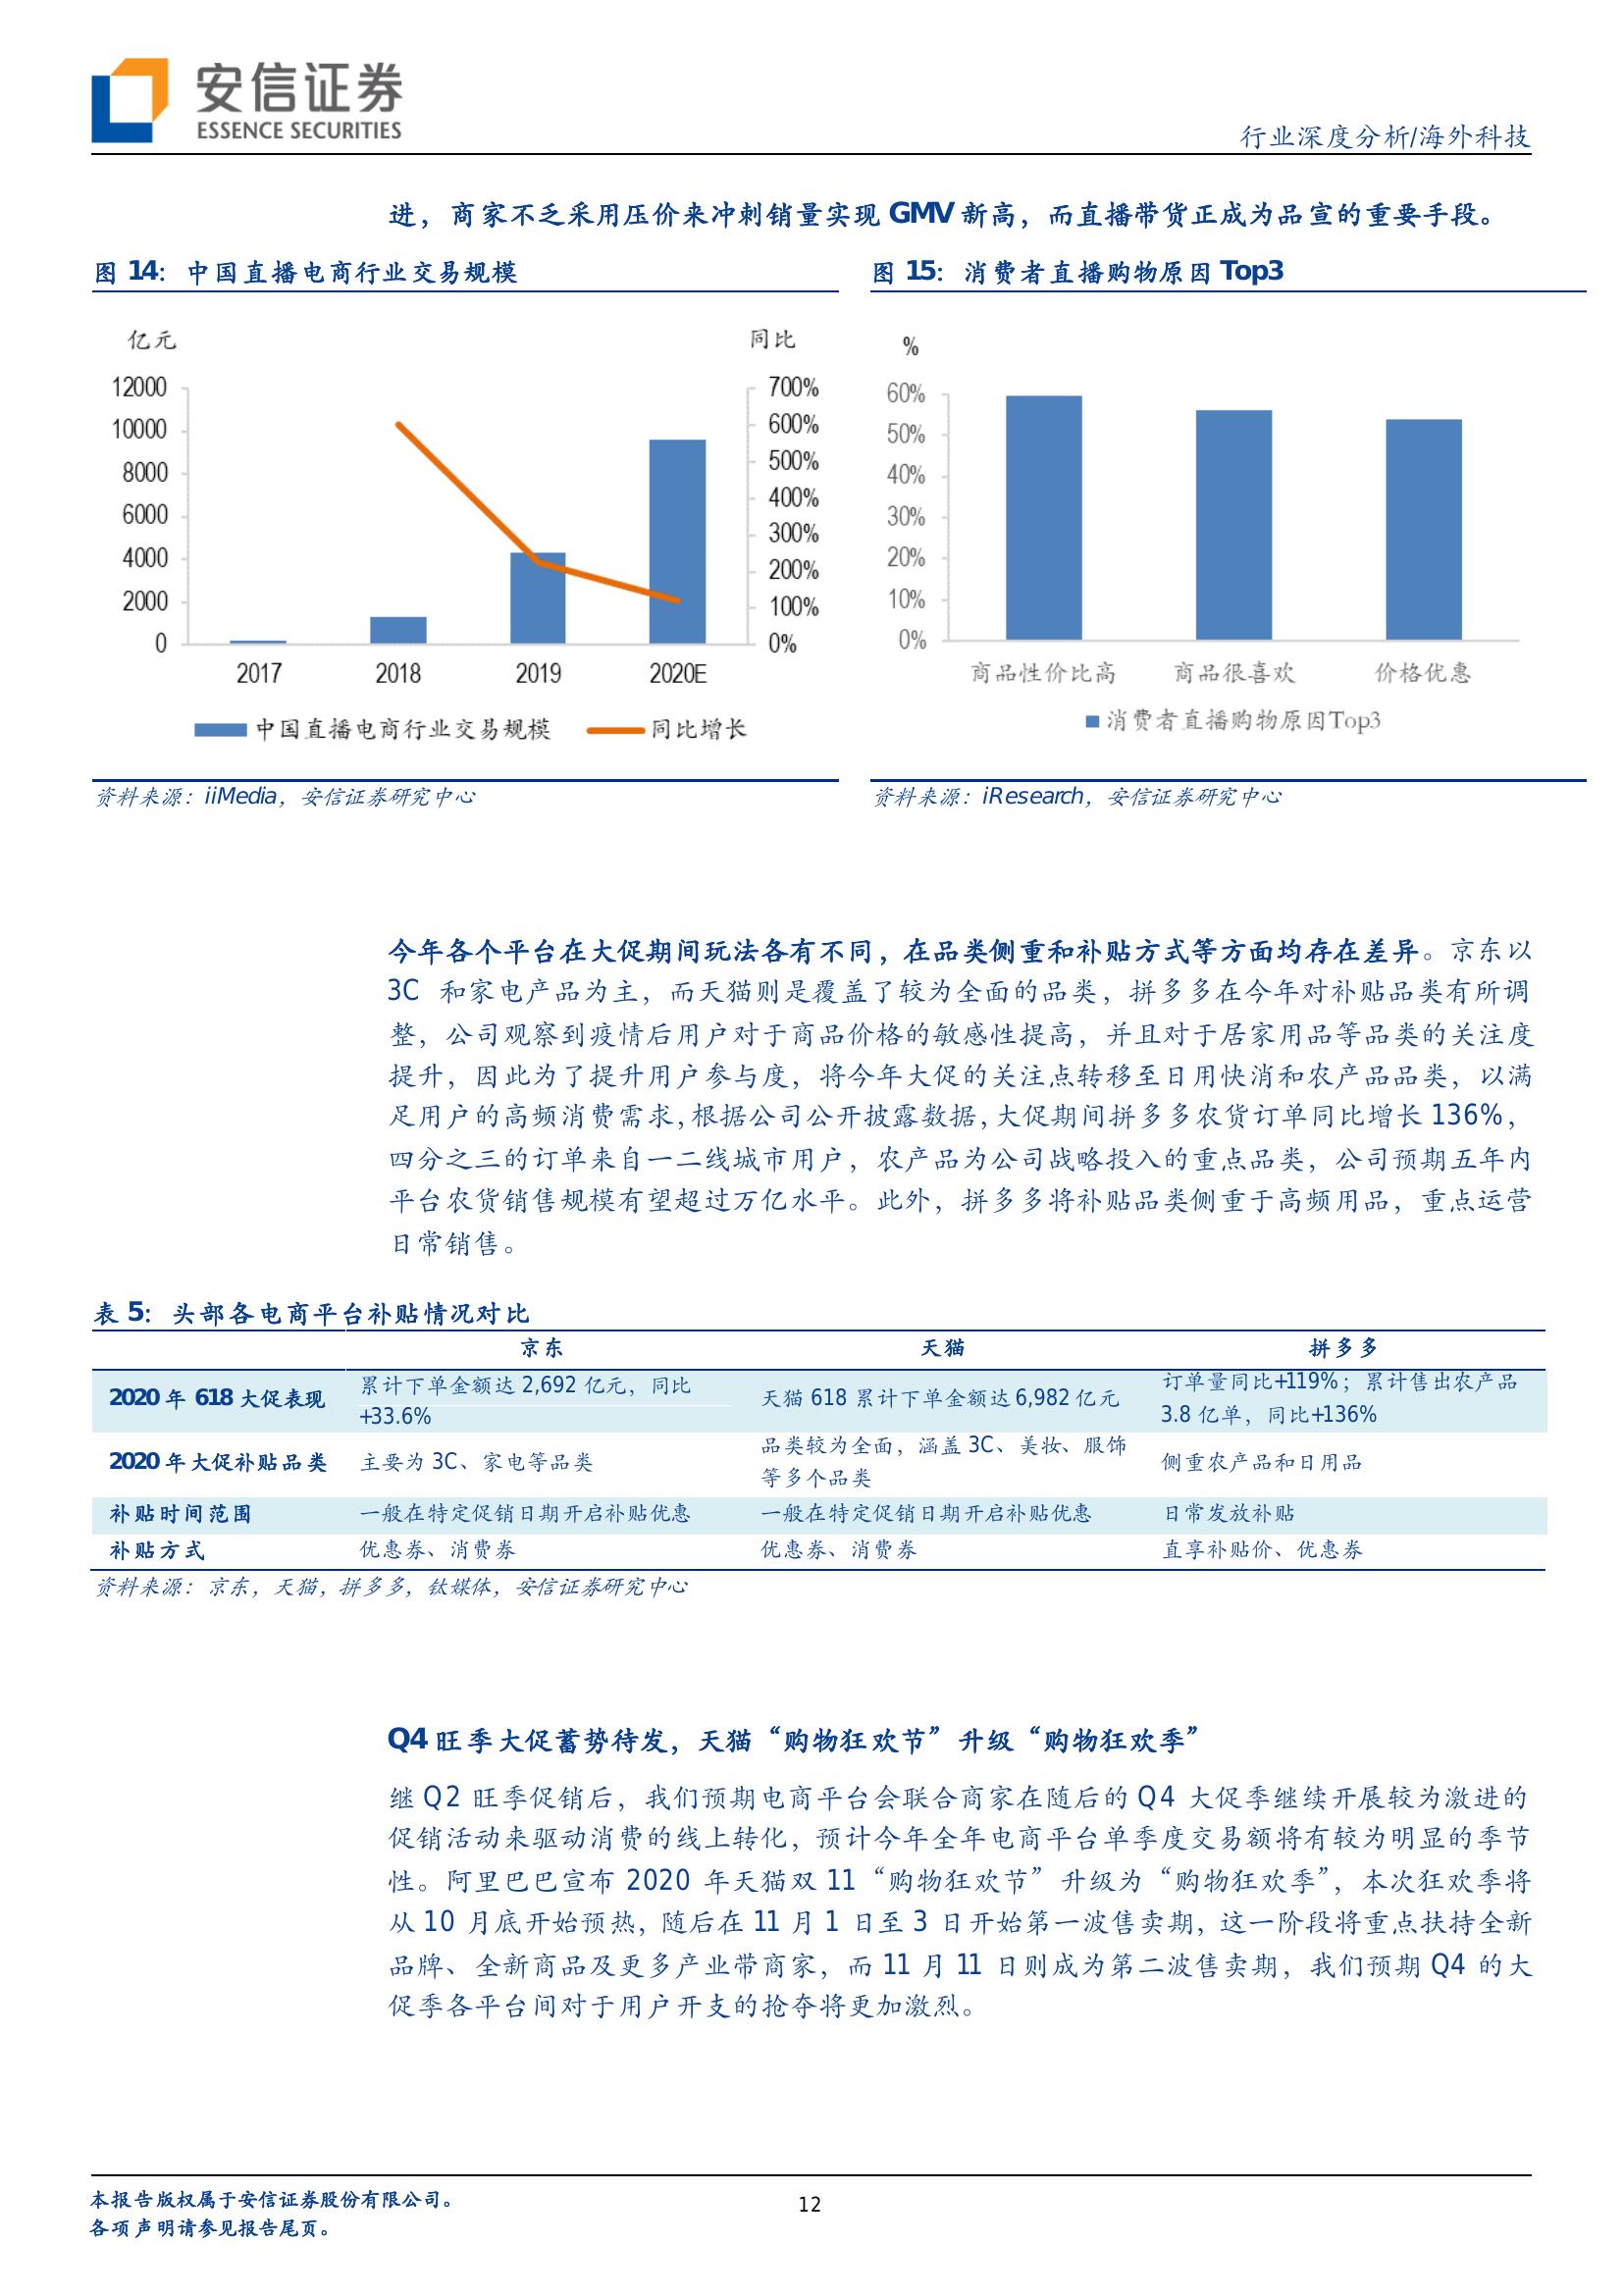 安信证券
ESSENCE SECURITIES
行业深度分析/海外科技
进，商家不乏采用压价来冲刺销量实现 GMV 新高，而直播带货正成为品宣的重要手段。
图 14：中国直播电商行业交易规模
亿元
同比
12000
10000
8000
6000
4000
2000
0
700%
600%
500%
400%
300%
200%
100%
0%
2017
2018
2019
2020E
中国直播电商行业交易规模
同比增长
资料来源：iiMedia，安信证券研究中心
图 15：消费者直播购物原因 Top3
%
60%
50%
40%
30%
20%
10%
0%
商品性价比高
商品很喜欢
价格优惠
消费者直播购物原因Top3
资料来源：iResearch，安信证券研究中心
今年各个平台在大促期间玩法各有不同，在品类侧重和补贴方式等方面均存在差异。京东以
3C 和家电产品为主，而天猫则是覆盖了较为全面的品类，拼多多在今年对补贴品类有所调
整，公司观察到疫情后用户对于商品价格的敏感性提高，并且对于居家用品等品类的关注度
提升，因此为了提升用户参与度，将今年大促的关注点转移至日用快消和农产品品类，以满
足用户的高频消费需求，根据公司公开披露数据，大促期间拼多多农货订单同比增长 136%，
四分之三的订单来自一二线城市用户，农产品为公司战略投入的重点品类，公司预期五年内
平台农货销售规模有望超过万亿水平。此外，拼多多将补贴品类侧重于高频用品，重点运营
日常销售。
表 5：头部各电商平台补贴情况对比
京东
天猫
拼多多
2020 年 618 大促表现
累计下单金额达 2,692 亿元，同比
+33.6%
天猫 618 累计下单金额达 6,982 亿元
订单量同比+119%；累计售出农产品
3.8 亿单，同比+136%
2020 年大促补贴品类
主要为 3C、家电等品类
品类较为全面，涵盖 3C、美妆、服饰
等多个品类
侧重农产品和日用品
补贴时间范围
一般在特定促销日期开启补贴优惠
一般在特定促销日期开启补贴优惠
日常发放补贴
补贴方式
优惠券、消费券
优惠券、消费券
直享补贴价、优惠券
资料来源：京东，天猫，拼多多，钛媒体，安信证券研究中心
Q4 旺季大促蓄势待发，天猫“购物狂欢节”升级“购物狂欢季”
继 Q2 旺季促销后，我们预期电商平台会联合商家在随后的 Q4 大促季继续开展较为激进的
促销活动来驱动消费的线上转化，预计今年全年电商平台单季度交易额将有较为明显的季节
性。阿里巴巴宣布 2020 年天猫双 11“购物狂欢节”升级为“购物狂欢季”，本次狂欢季将
从 10 月底开始预热，随后在 11 月 1 日至 3 日开始第一波售卖期，这一阶段将重点扶持全新
品牌、全新商品及更多产业带商家，而 11 月 11 日则成为第二波售卖期，我们预期 Q4 的大
促季各平台间对于用户开支的抢夺将更加激烈。
本报告版权属于安信证券股份有限公司。
各项声明请参见报告尾页。
12